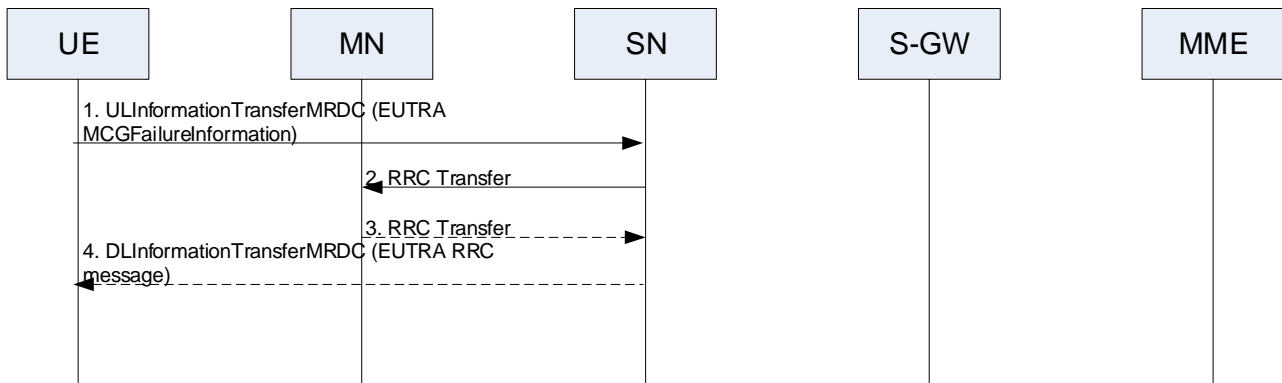 UE
MN
SN
S-GW
MME
1. ULInformationTransferMRDC (EUTRA
MCGFailureInformation)
2. RRC Transfer
3. RRC Transfer
4. DLInformationTransferMRDC (EUTRA RRC
message)